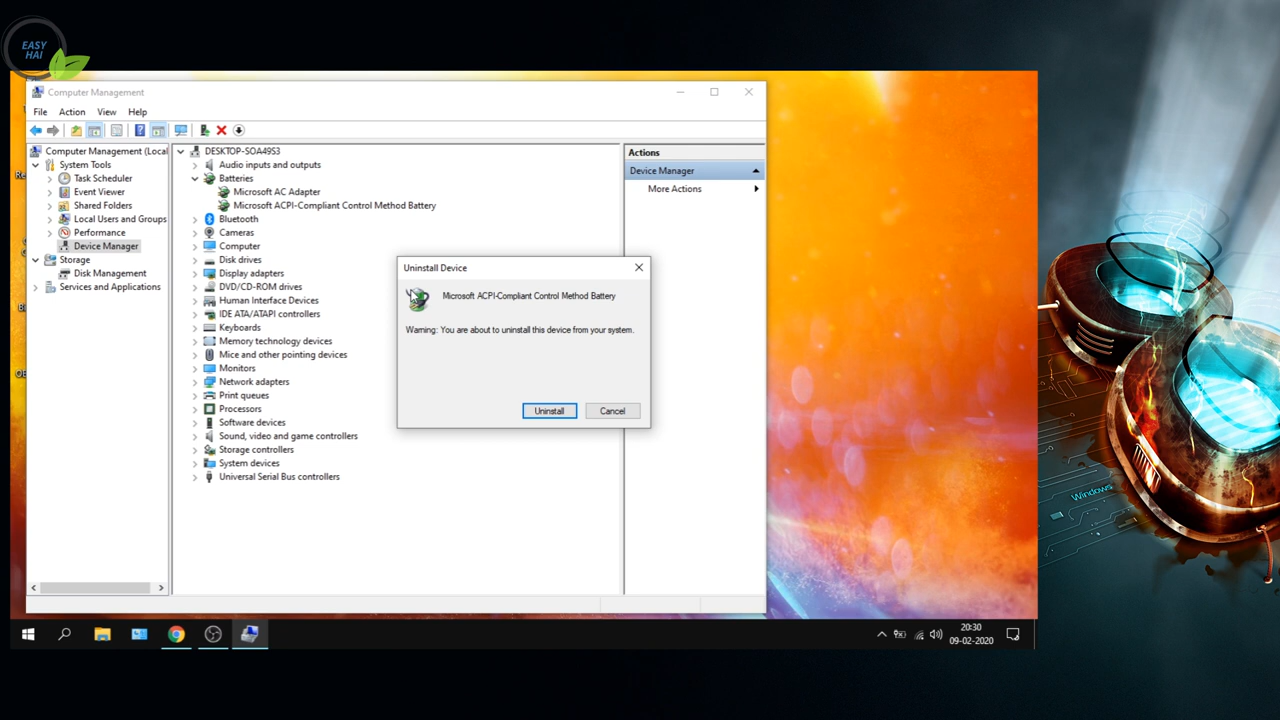 EASY
HAI
Computer Management
File Action View Help
Computer Management (Local
System Tools
Task Scheduler
Event Viewer
Shared Folders
Local Users and Groups
Performance
Device Manager
Storage
Disk Management
Services and Applications
DESKTOP-SOA49S3
Audio inputs and outputs
Batteries
Microsoft AC Adapter
Microsoft ACPI-Compliant Control Method Battery
Bluetooth
Cameras
Computer
Disk drives
Display adapters
DVD/CD-ROM drives
Human Interface Devices
IDE ATA/ATAPI controllers
Keyboards
Memory technology devices
Mice and other pointing devices
Monitors
Network adapters
Print queues
Processors
Software devices
Sound, video and game controllers
Storage controllers
System devices
Universal Serial Bus controllers
Actions
Device Manager
More Actions
Uninstall Device
Microsoft ACPI-Compliant Control Method Battery
Warning: You are about to uninstall this device from your system.
Uninstall Cancel
Windows
20:30
09-02-2020